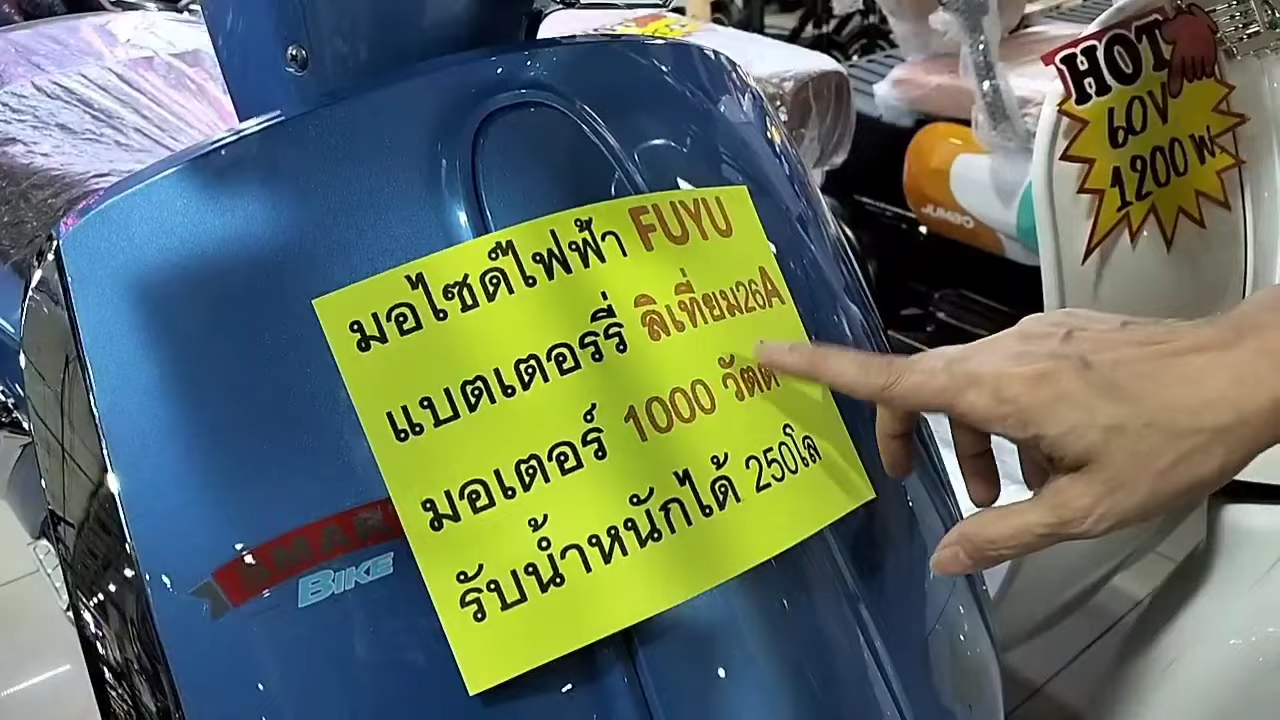 มอไซด์ไฟฟ้า FUYU
แบตเตอรรี่ ลิเที่ยม26A
มอเตอร์ 1000 วัตต์
รับน้ำหนักได้ 250โล
SMAR
BIKE
HOT
60V
1200 W
JUMBO